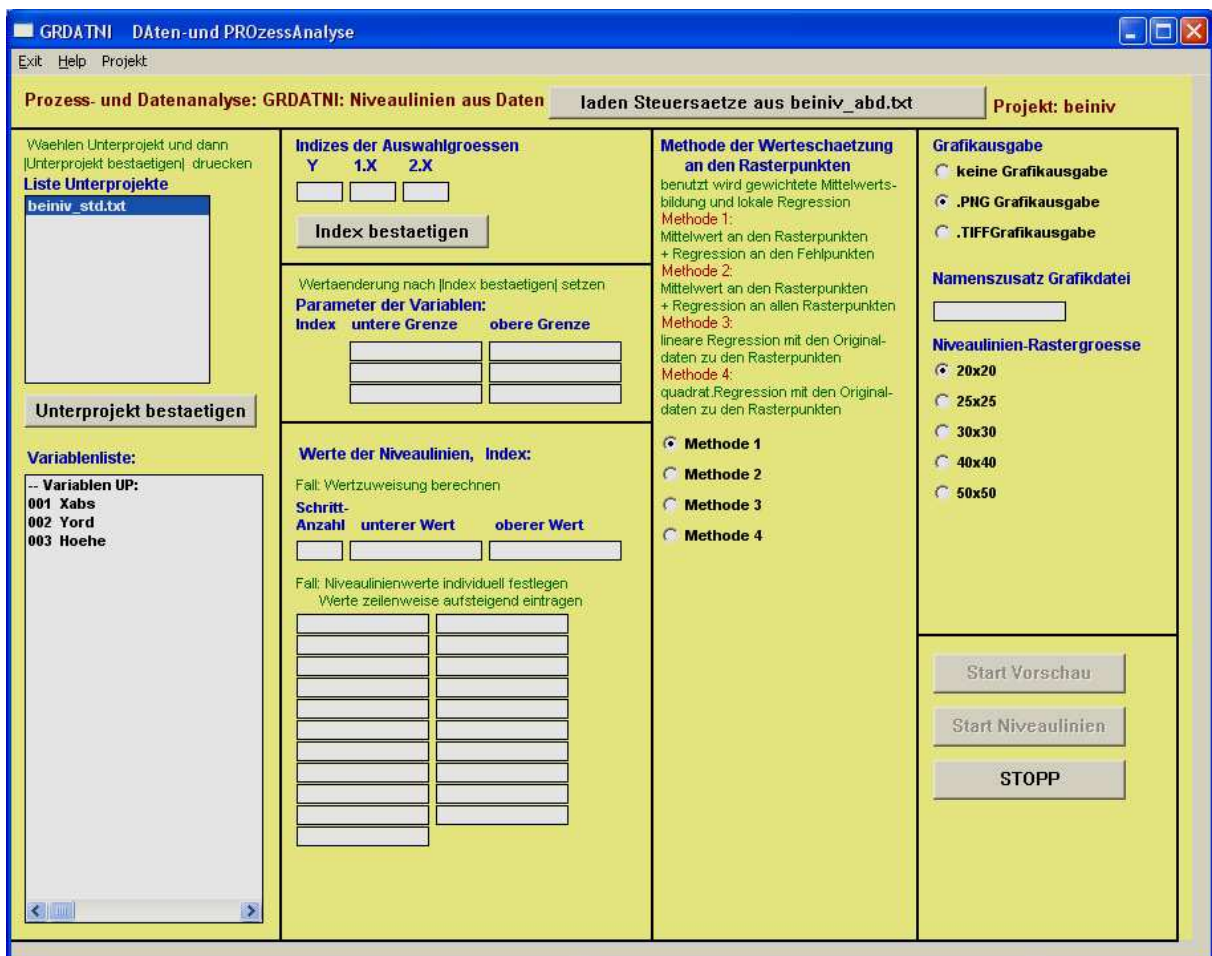 GRDATNI DAten-und PROzessAnalyse
Exit Help Projekt
Prozess- und Datenanalyse: GRDATNI: Niveaulinien aus Daten
laden Steuersaetze aus beiniv_abd.txt
Projekt: beiniv
Waehlen Unterprojekt und dann
|Unterprojekt bestaetigen| druecken
Liste Unterprojekte
beiniv_std.txt
Unterprojekt bestaetigen
Variablenliste:
-- Variablen UP:
001 Xabs
002 Yord
003 Hoehe
Indizes der Auswahlgroessen
Y 1.X 2.X
Index bestaetigen
Wertaenderung nach |Index bestaetigen| setzen
Parameter der Variablen:
Index untere Grenze obere Grenze
Werte der Niveaulinien, Index:
Fall: Wertzuweisung berechnen
Schritt-
Anzahl unterer Wert oberer Wert
Fall: Niveaulinienwerte individuell festlegen
Werte zeilenweise aufsteigend eintragen
Methode der Werteschaetzung
an den Rasterpunkten
benutzt wird gewichtete Mittelwerts-
bildung und lokale Regression
Methode 1:
Mittelwert an den Rasterpunkten
+ Regression an den Fehlpunkten
Methode 2:
Mittelwert an den Rasterpunkten
+ Regression an allen Rasterpunkten
Methode 3:
lineare Regression mit den Original-
daten zu den Rasterpunkten
Methode 4:
quadrat.Regression mit den Original-
daten zu den Rasterpunkten
Methode 1
Methode 2
Methode 3
Methode 4
Grafikausgabe
keine Grafikausgabe
.PNG Grafikausgabe
.TIFFGrafikausgabe
Namenszusatz Grafikdatei
Niveaulinien-Rastergroesse
20x20
25x25
30x30
40x40
50x50
Start Vorschau
Start Niveaulinien
STOPP